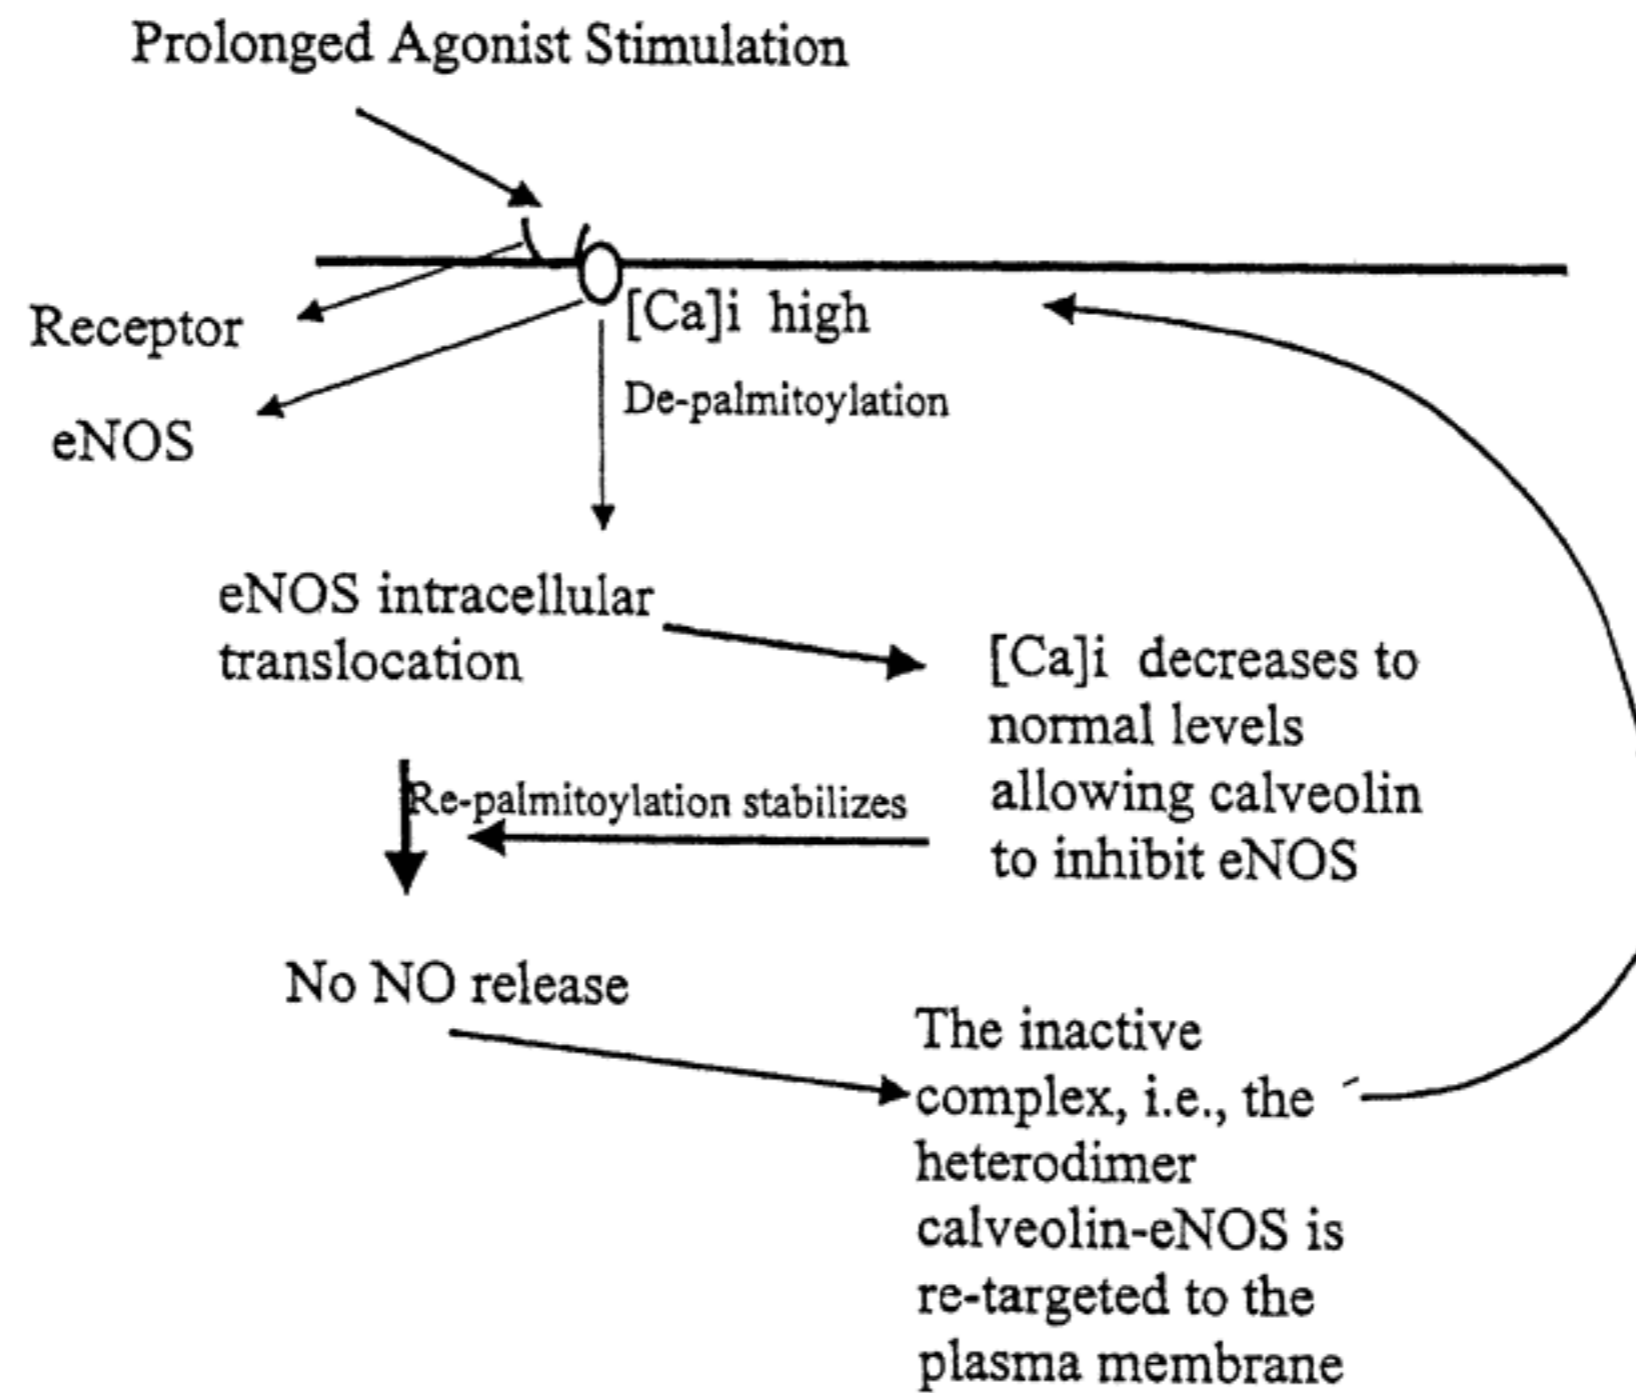 Prolonged Agonist Stimulation
Receptor
[Ca]i high
De-palmitoylation
eNOS
eNOS intracellular
translocation
[Ca]i decreases to
normal levels
allowing calveolin
to inhibit eNOS
Re-palmitoylation stabilizes
No NO release
The inactive
complex, i.e., the
heterodimer
calveolin-eNOS is
re-targeted to the
plasma membrane